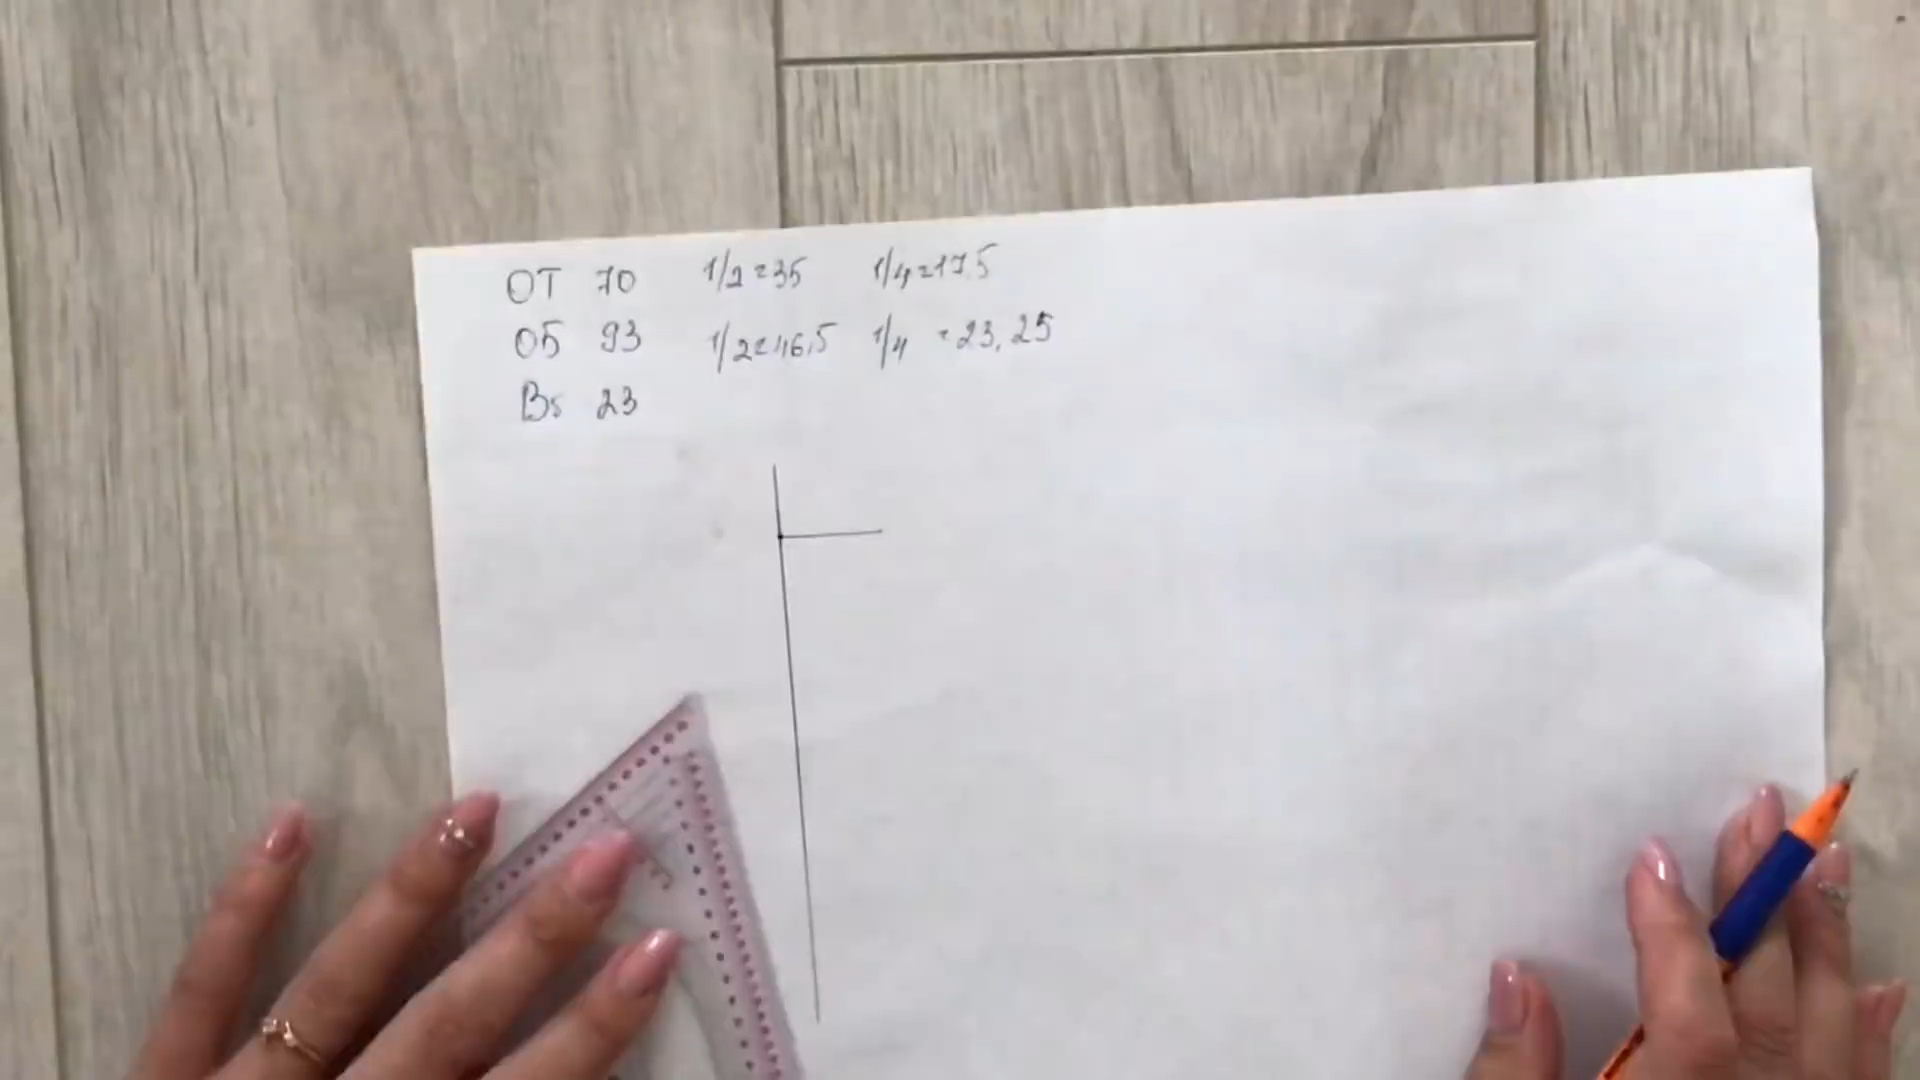 ОТ 70 1/2=35 1/4=17.5
ОБ 93 1/2=46,5 1/4 =23,25
Вб 23